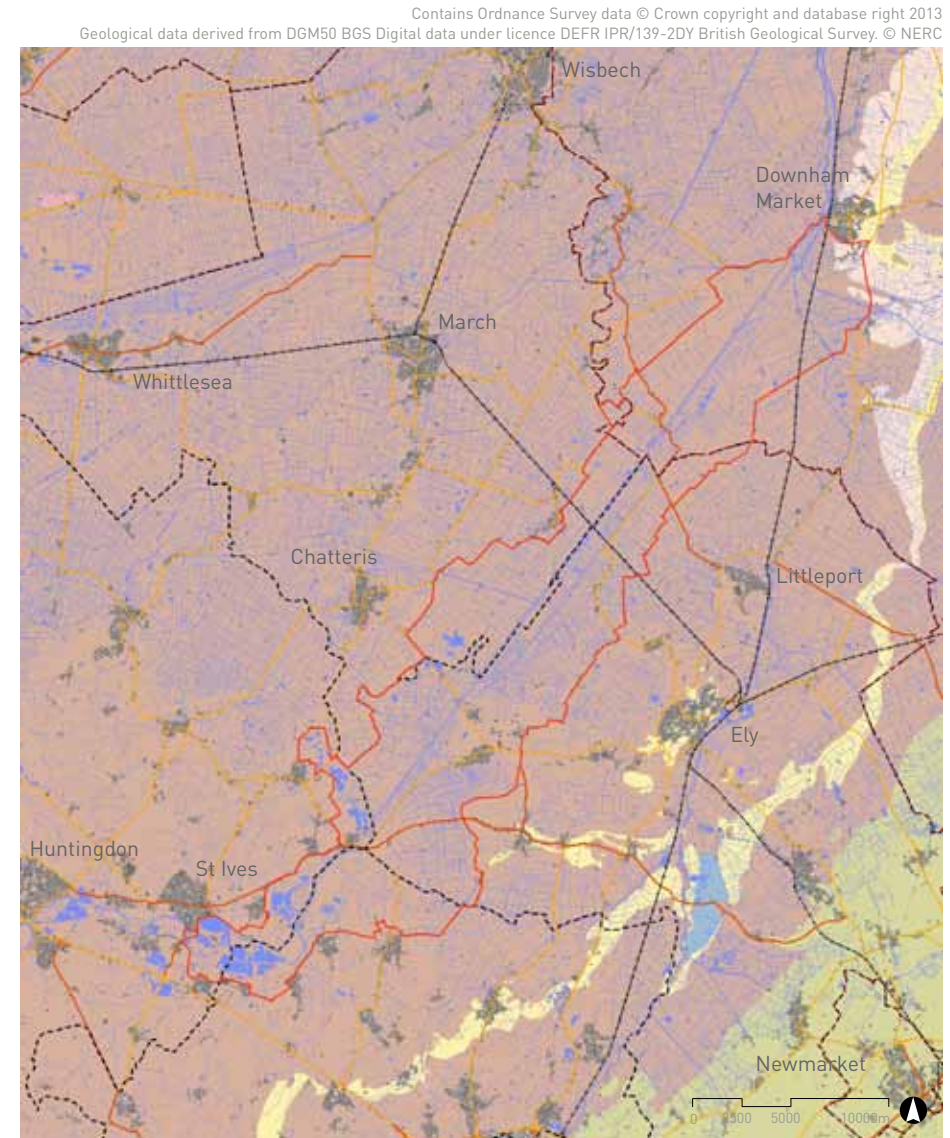 Contains Ordnance Survey data © Crown copyright and database right 2013
Geological data derived from DGM50 BGS Digital data under licence DEFR IPR/139-2DY British Geological Survey. © NERC
Wisbech
Downham
Market
March
Whittlesea
Chatteris
Littleport
Ely
Huntingdon
St Ives
Newmarket
0 2500 5000 10000m